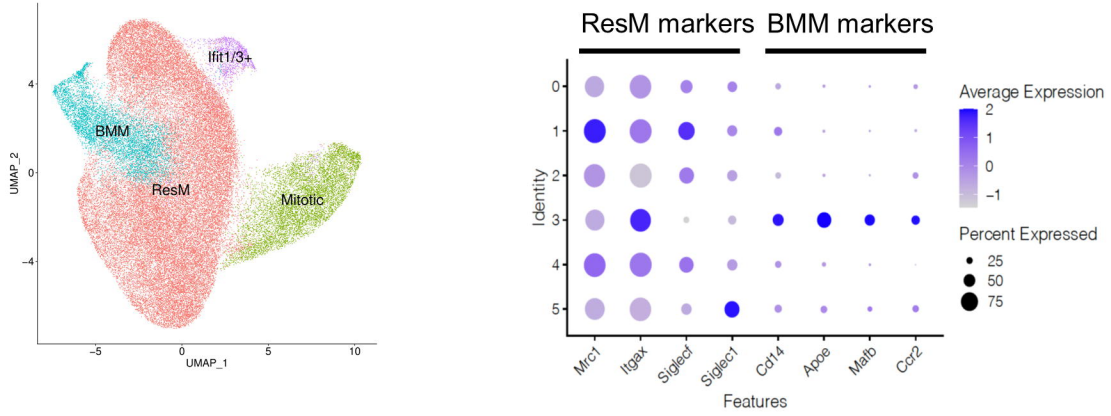 ResM markers BMM markers
Ifit1/3+
BMM
ResM
Mitotic
UMAP_2
4
0
−4
−5
0
5
10
UMAP_1
Identity
0
1
2
3
4
5
Mrc1
Itgax
Siglecf
Siglec1
Cd14
Apoe
Mafb
Ccr2
Features
Average Expression
2
1
0
−1
Percent Expressed
25
50
75